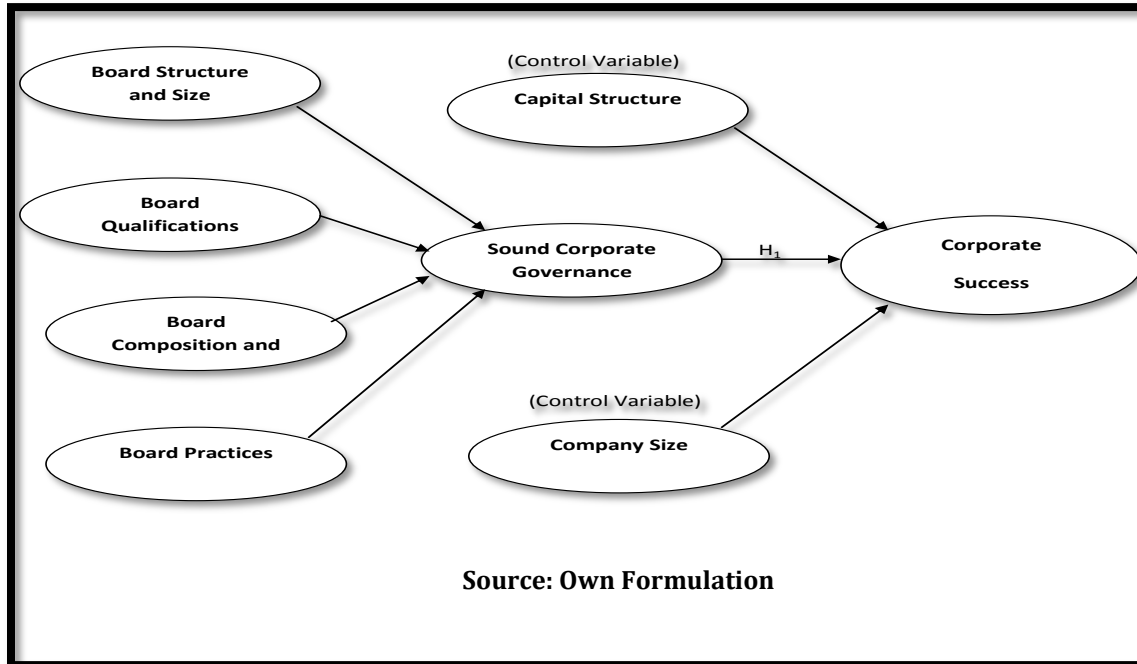 Board Structure
and Size
(Control Variable)
Capital Structure
Board
Qualifications
Sound Corporate
Governance
H₁
Corporate
Success
Board
Composition and
(Control Variable)
Company Size
Board Practices
Source: Own Formulation